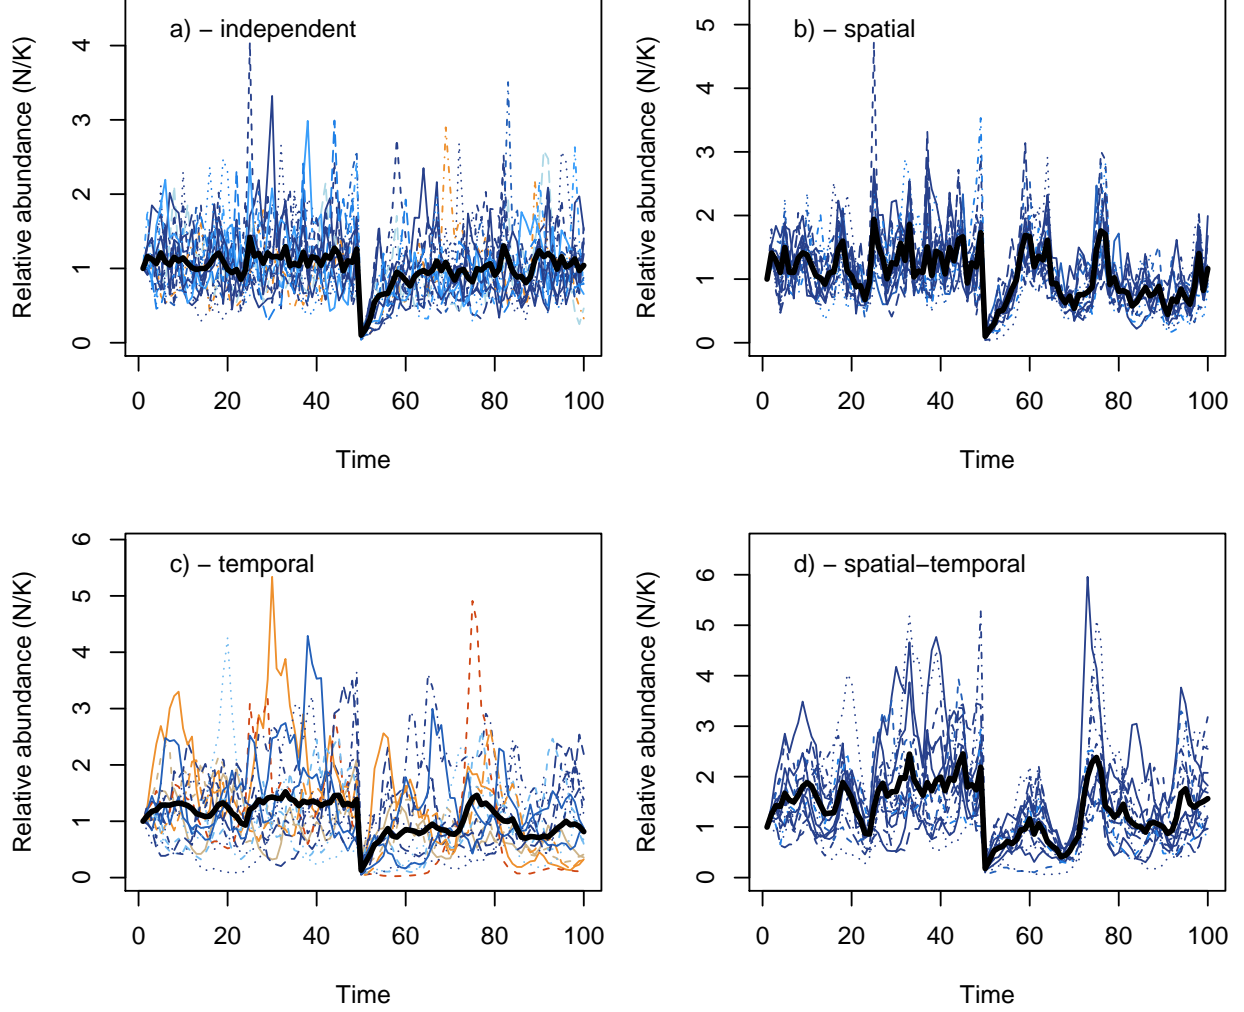 a) − independent
Relative abundance (N/K)
0 1 2 3 4
0 20 40 60 80 100
Time
b) − spatial
Relative abundance (N/K)
0 1 2 3 4 5
0 20 40 60 80 100
Time
c) − temporal
Relative abundance (N/K)
0 1 2 3 4 5 6
0 20 40 60 80 100
Time
d) − spatial−temporal
Relative abundance (N/K)
0 1 2 3 4 5 6
0 20 40 60 80 100
Time